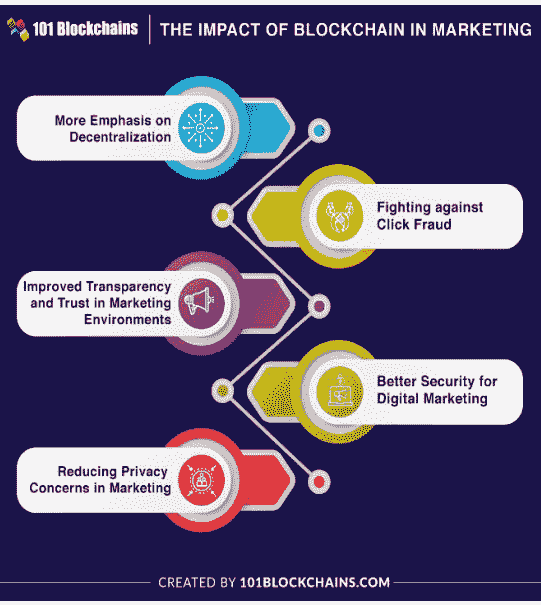 101 Blockchains
THE IMPACT OF BLOCKCHAIN IN MARKETING
More Emphasis on
Decentralization
Fighting against
Click Fraud
Improved Transparency
and Trust in Marketing
Environments
Better Security for
Digital Marketing
Reducing Privacy
Concerns in Marketing
CREATED BY 101BLOCKCHAINS.COM